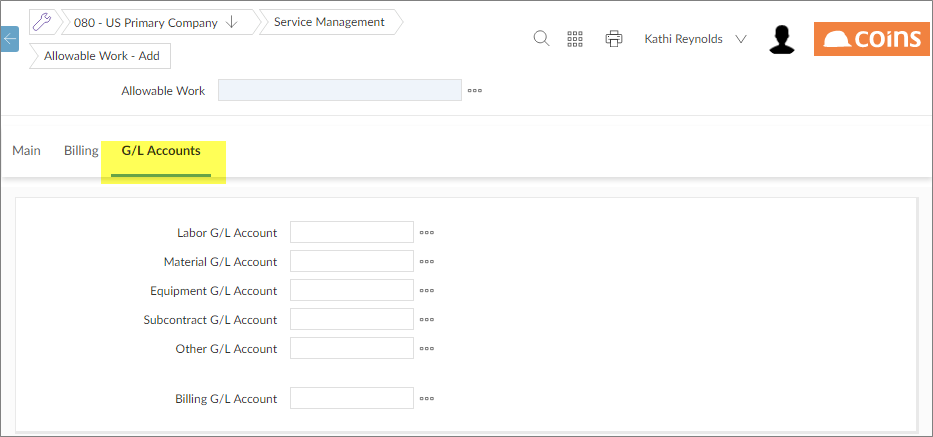 080 - US Primary Company
Service Management
Allowable Work - Add
Kathi Reynolds
COINS
Allowable Work
Main
Billing
G/L Accounts
Labor G/L Account
Material G/L Account
Equipment G/L Account
Subcontract G/L Account
Other G/L Account
Billing G/L Account